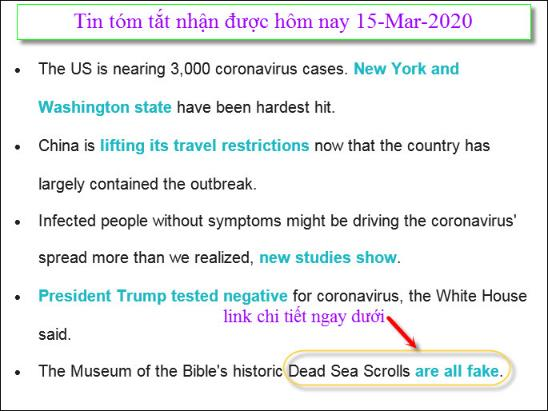 Tin tóm tắt nhận được hôm nay 15-Mar-2020
• The US is nearing 3,000 coronavirus cases. New York and
Washington state have been hardest hit.
• China is lifting its travel restrictions now that the country has
largely contained the outbreak.
• Infected people without symptoms might be driving the coronavirus'
spread more than we realized, new studies show.
• President Trump tested negative for coronavirus, the White House
link chi tiết ngay dưới
said.
• The Museum of the Bible's historic Dead Sea Scrolls are all fake.